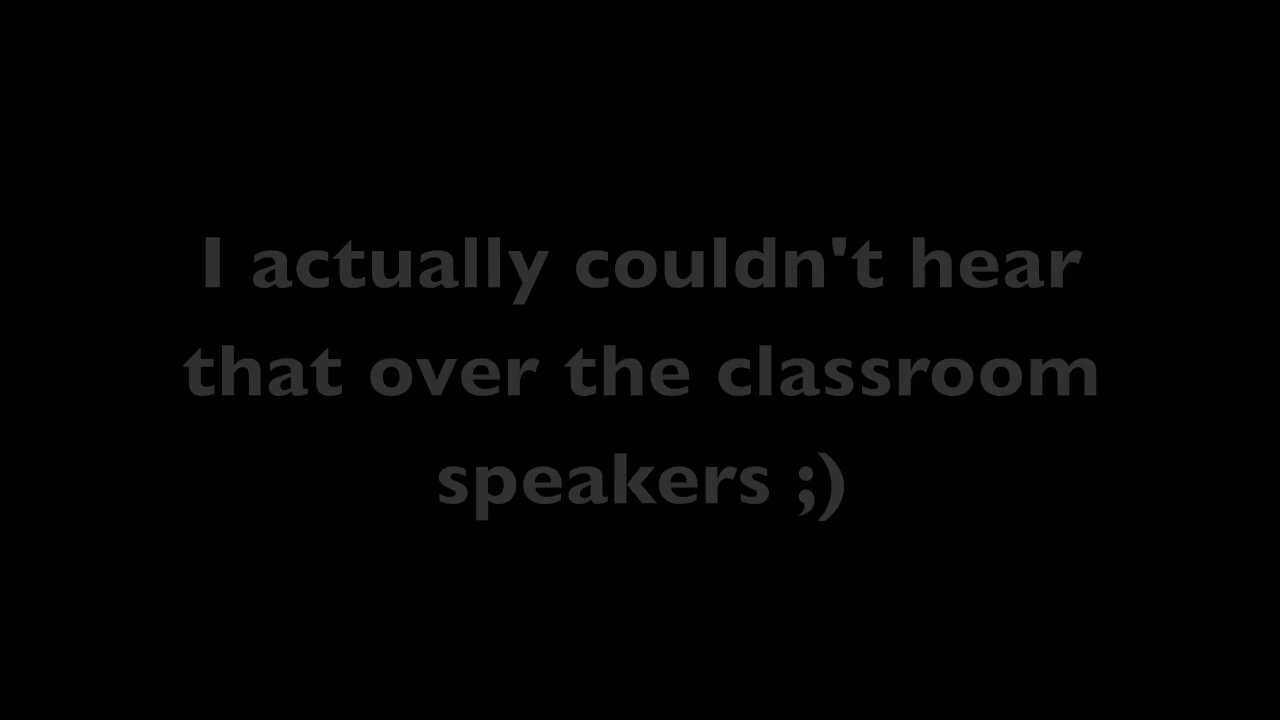 I actually couldn't hear
that over the classroom
speakers ;)